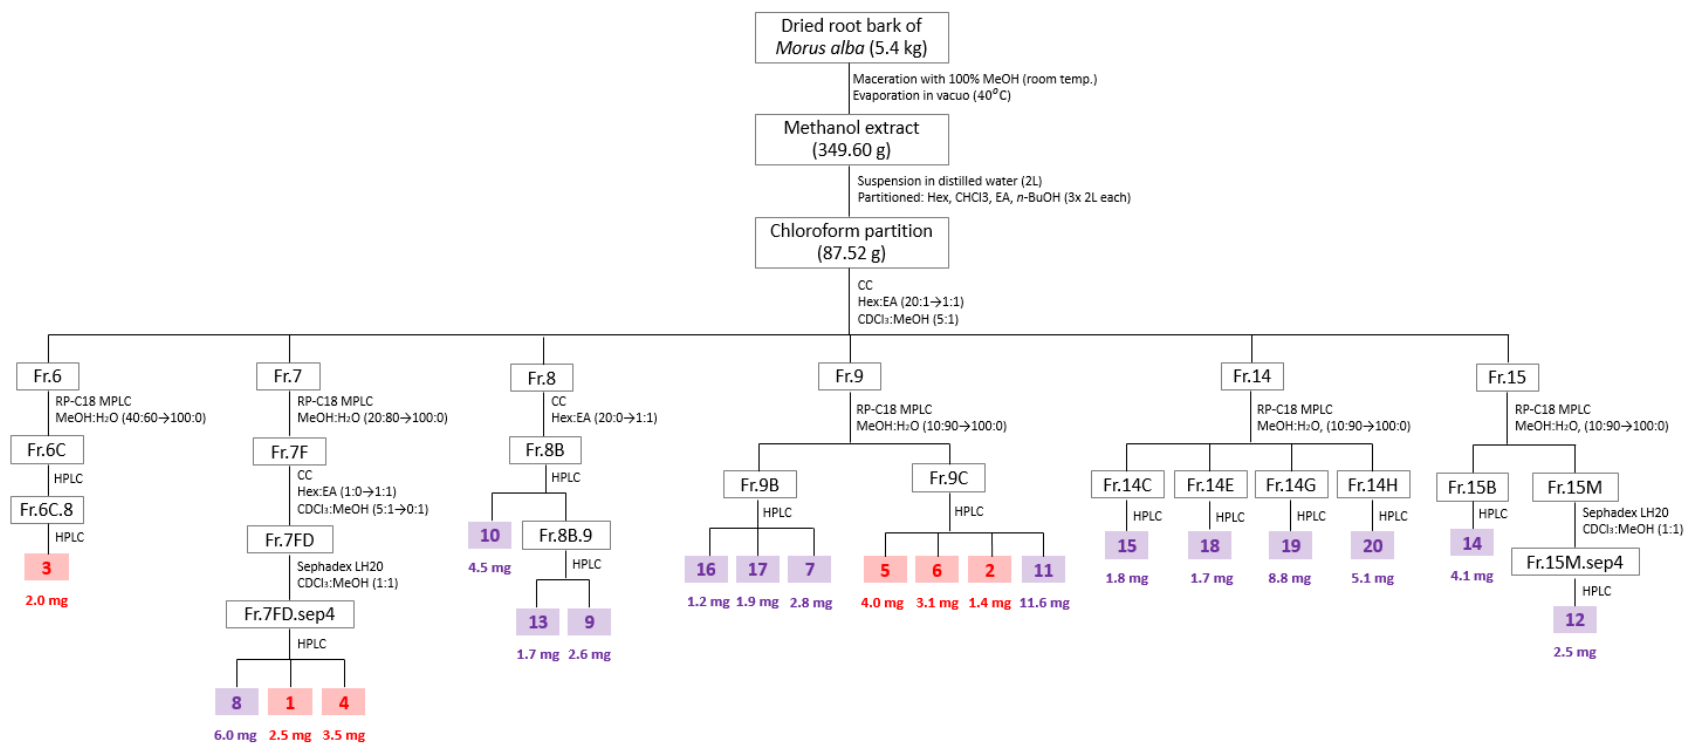 Dried root bark of
Morus alba (5.4 kg)
Maceration with 100% MeOH (room temp.)
Evaporation in vacuo (40°C)
Methanol extract
(349.60 g)
Suspension in distilled water (2L)
Partitioned: Hex, CHCl3, EA, n-BuOH (3x 2L each)
Chloroform partition
(87.52 g)
CC
Hex:EA (20:1→1:1)
CDCl₃:MeOH (5:1)
Fr.6
RP-C18 MPLC
MeOH:H₂O (40:60→100:0)
Fr.6C
HPLC
Fr.6C.8
HPLC
3
2.0 mg
Fr.7
RP-C18 MPLC
MeOH:H₂O (20:80→100:0)
Fr.7F
CC
Hex:EA (1:0→1:1)
CDCl₃:MeOH (5:1→0:1)
Fr.7FD
Sephadex LH20
CDCl₃:MeOH (1:1)
Fr.7FD.sep4
HPLC
8 1 4
6.0 mg 2.5 mg 3.5 mg
Fr.8
CC
Hex:EA (20:0→1:1)
Fr.8B
HPLC
10
4.5 mg
Fr.8B.9
HPLC
13 9
1.7 mg 2.6 mg
Fr.9
RP-C18 MPLC
MeOH:H₂O (10:90→100:0)
Fr.9B
HPLC
16 17 7
1.2 mg 1.9 mg 2.8 mg
Fr.9C
HPLC
5 6 2 11
4.0 mg 3.1 mg 1.4 mg 11.6 mg
Fr.14
RP-C18 MPLC
MeOH:H₂O, (10:90→100:0)
Fr.14C Fr.14E Fr.14G Fr.14H
HPLC HPLC HPLC HPLC
15 18 19 20
1.8 mg 1.7 mg 8.8 mg 5.1 mg
Fr.15
RP-C18 MPLC
MeOH:H₂O, (10:90→100:0)
Fr.15B
HPLC
14
4.1 mg
Fr.15M
Sephadex LH20
CDCl₃:MeOH (1:1)
Fr.15M.sep4
HPLC
12
2.5 mg